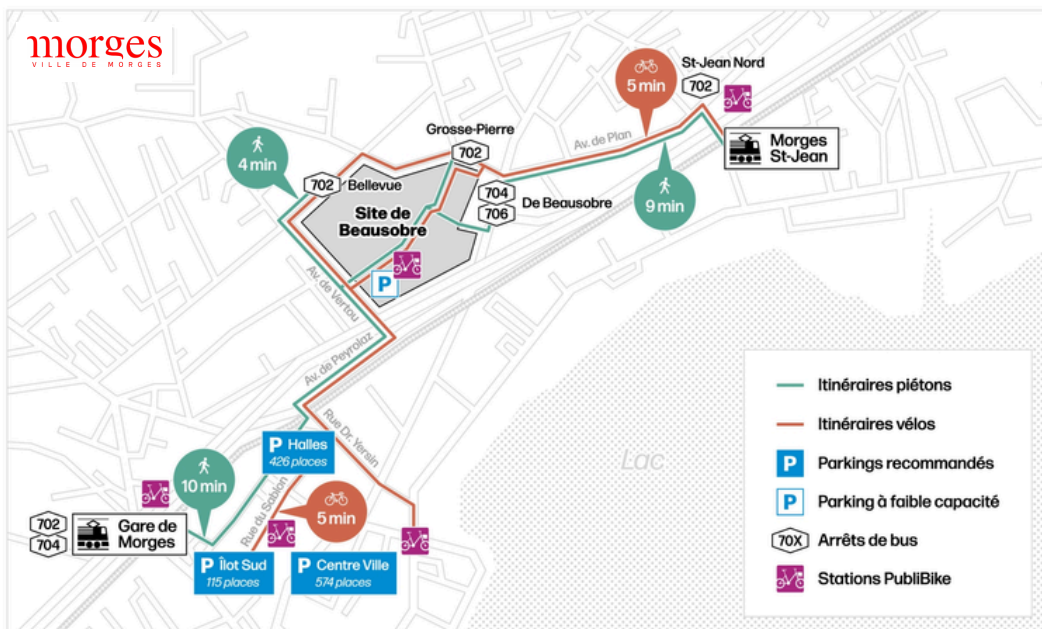 morges
VILLE DE MORGES
5 min
St-Jean Nord
702
Av. de Plan
Grosse-Pierre
702
Morges
St-Jean
4 min
702
Bellevue
704
706
De Beausobre
9 min
Site de
Beausobre
P
Av. de Vertou
Av. de Peyrolaz
Rue Dr. Yersin
P Halles
426 places
Lac
10 min
Rue du Sablon
5 min
702
704
Gare de
Morges
P Îlot Sud
115 places
P Centre Ville
574 places
Itinéraires piétons
Itinéraires vélos
P Parkings recommandés
P Parking à faible capacité
70X Arrêts de bus
Stations PubliBike